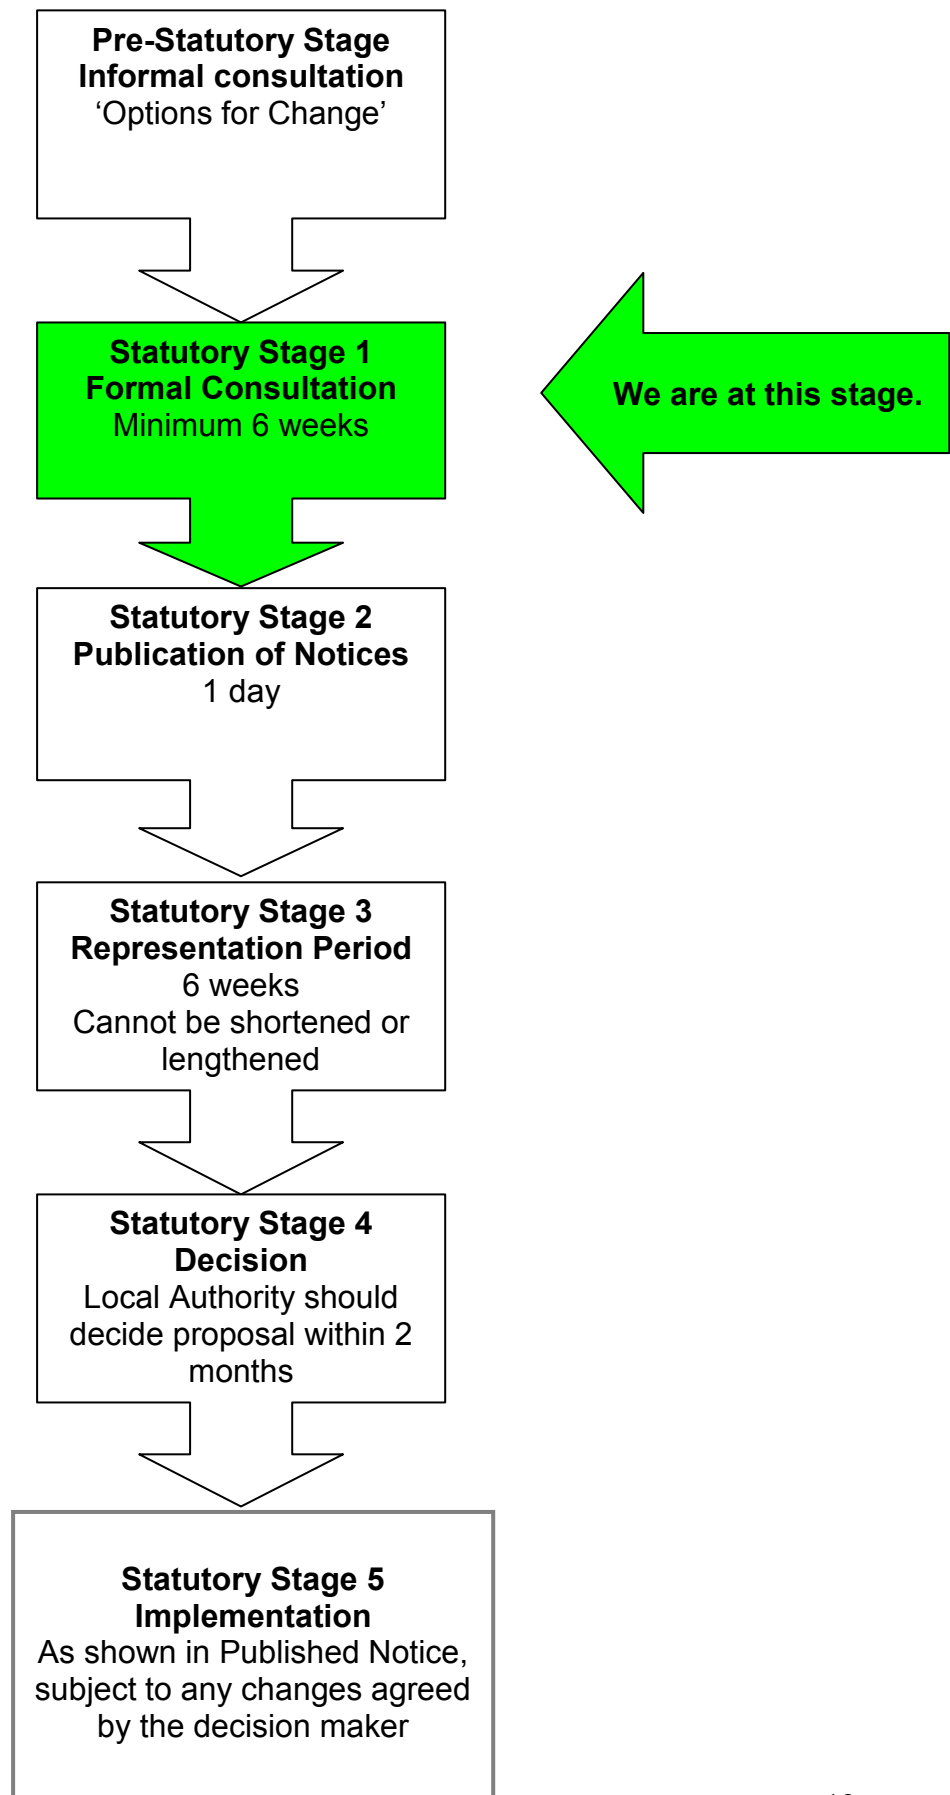 Pre-Statutory Stage
Informal consultation
‘Options for Change’
Statutory Stage 1
Formal Consultation
Minimum 6 weeks
We are at this stage.
Statutory Stage 2
Publication of Notices
1 day
Statutory Stage 3
Representation Period
6 weeks
Cannot be shortened or
lengthened
Statutory Stage 4
Decision
Local Authority should
decide proposal within 2
months
Statutory Stage 5
Implementation
As shown in Published Notice,
subject to any changes agreed
by the decision maker